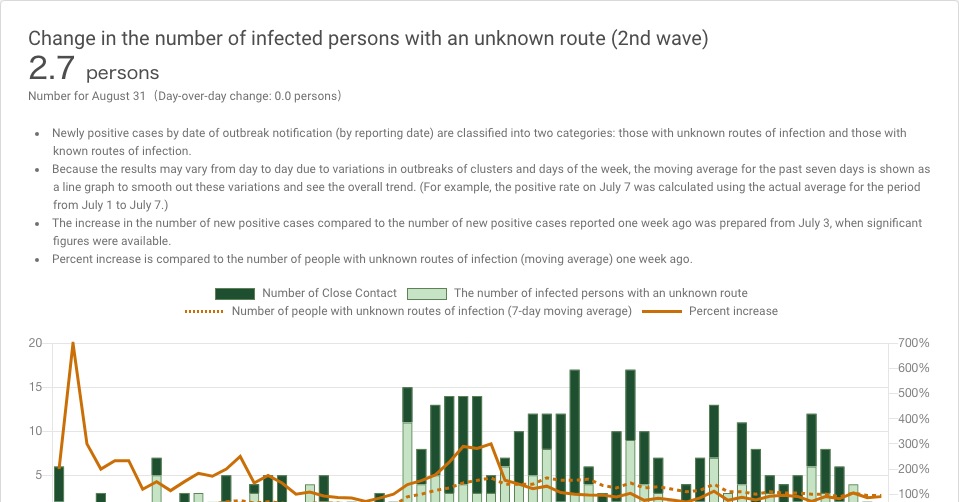 Change in the number of infected persons with an unknown route (2nd wave)
2.7 persons
Number for August 31 (Day-over-day change: 0.0 persons)
• Newly positive cases by date of outbreak notification (by reporting date) are classified into two categories: those with unknown routes of infection and those with
known routes of infection.
• Because the results may vary from day to day due to variations in outbreaks of clusters and days of the week, the moving average for the past seven days is shown as
a line graph to smooth out these variations and see the overall trend. (For example, the positive rate on July 7 was calculated using the actual average for the period
from July 1 to July 7.)
• The increase in the number of new positive cases compared to the number of new positive cases reported one week ago was prepared from July 3, when significant
figures were available.
• Percent increase is compared to the number of people with unknown routes of infection (moving average) one week ago.
Number of Close Contact The number of infected persons with an unknown route
Number of people with unknown routes of infection (7-day moving average) Percent increase
20 700%
600%
15 500%
400%
10 300%
5 200%
100%